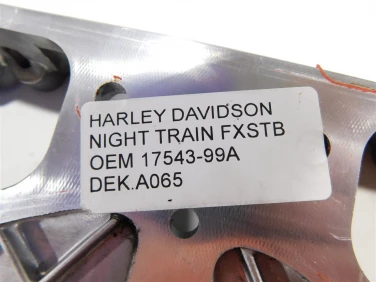 HARLEY DAVIDSON
NIGHT TRAIN FXSTB
OEM 17543-99A
DEK.A065